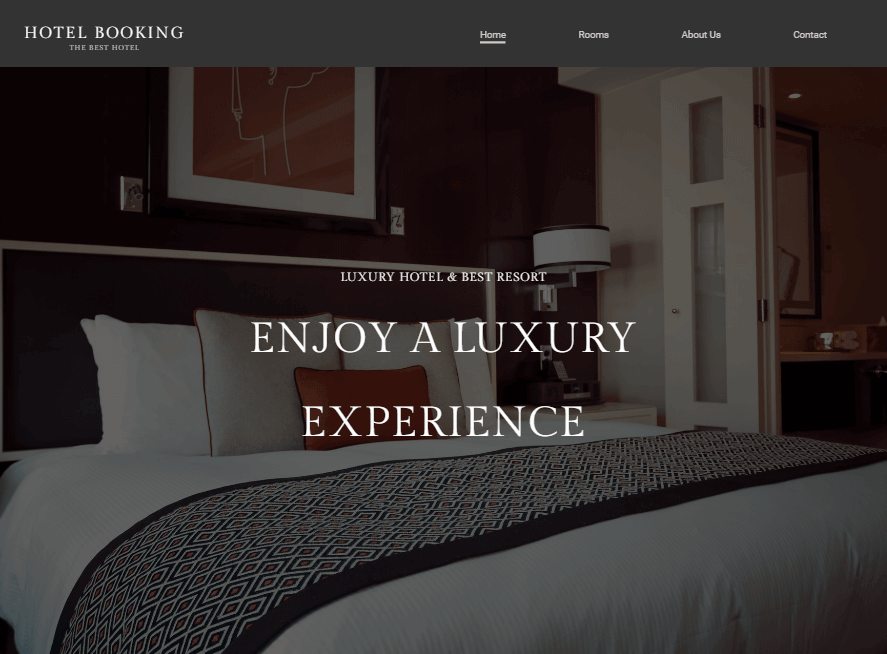 HOTEL BOOKING
THE BEST HOTEL
Home
Rooms
About Us
Contact
LUXURY HOTEL & BEST RESORT
ENJOY A LUXURY
EXPERIENCE